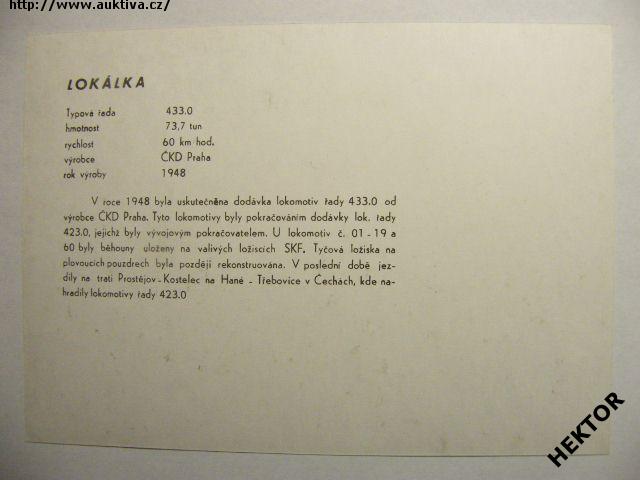 http://www.auktiva.cz/
LOKÁLKA
Typová řada 433.0
hmotnost 73,7 tun
rychlost 60 km hod.
výrobce ČKD Praha
rok výroby 1948
V roce 1948 byla uskutečněna dodávka lokomotiv řady 433.0 od
výrobce ČKD Praha. Tyto lokomotivy byly pokračováním dodávky lok. řady
423.0, jejichž byly vývojovým pokračovatelem. U lokomotiv č. 01 - 19 a
60 byly běhouny uloženy na valivých ložiscích SKF. Tyčová ložiska na
plovoucích pouzdrech byla později rekonstruována. V poslední době jez-
dily na trati Prostějov - Kostelec na Hané - Třebovice v Čechách, kde na-
hradily lokomotivy řady 423.0
HEKTOR